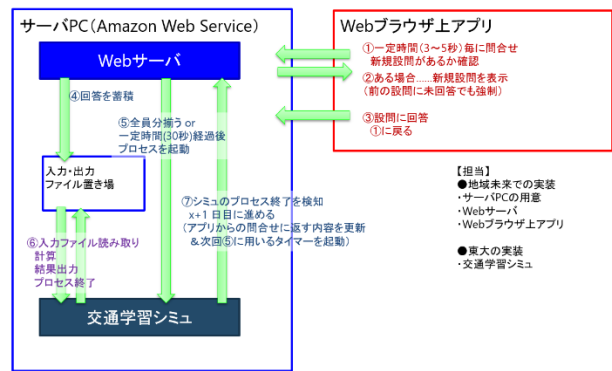 サーバPC（Amazon Web Service）
Webサーバ
④回答を蓄積
⑤全員分揃う or
一定時間(30秒)経過後
プロセスを起動
入力・出力
ファイル置き場
⑦シミュのプロセス終了を検知
x+1 日目に進める
（アプリからの問合せに返す内容を更新
＆次回⑤に用いるタイマーを起動）
⑥入力ファイル読み取り
計算
結果出力
プロセス終了
交通学習シミュ
Webブラウザ上アプリ
①一定時間（3～5秒）毎に問合せ
新規設問があるか確認
②ある場合……新規設問を表示
（前の設問に未回答でも強制）
③設問に回答
①に戻る
【担当】
●地域未来での実装
・サーバPCの用意
・Webサーバ
・Webブラウザ上アプリ
●東大の実装
・交通学習シミュ